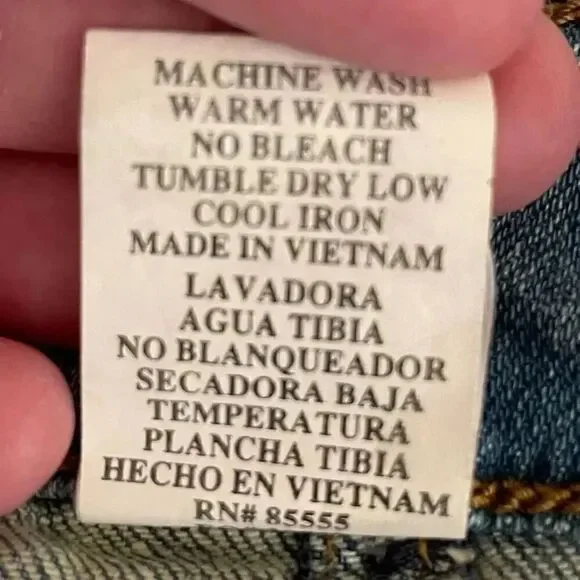 MACHINE WASH
WARM WATER
NO BLEACH
TUMBLE DRY LOW
COOL IRON
MADE IN VIETNAM
LAVADORA
AGUA TIBIA
NO BLANQUEADOR
SECADORA BAJA
TEMPERATURA
PLANCHA TIBIA
HECHO EN VIETNAM
RN# 85555